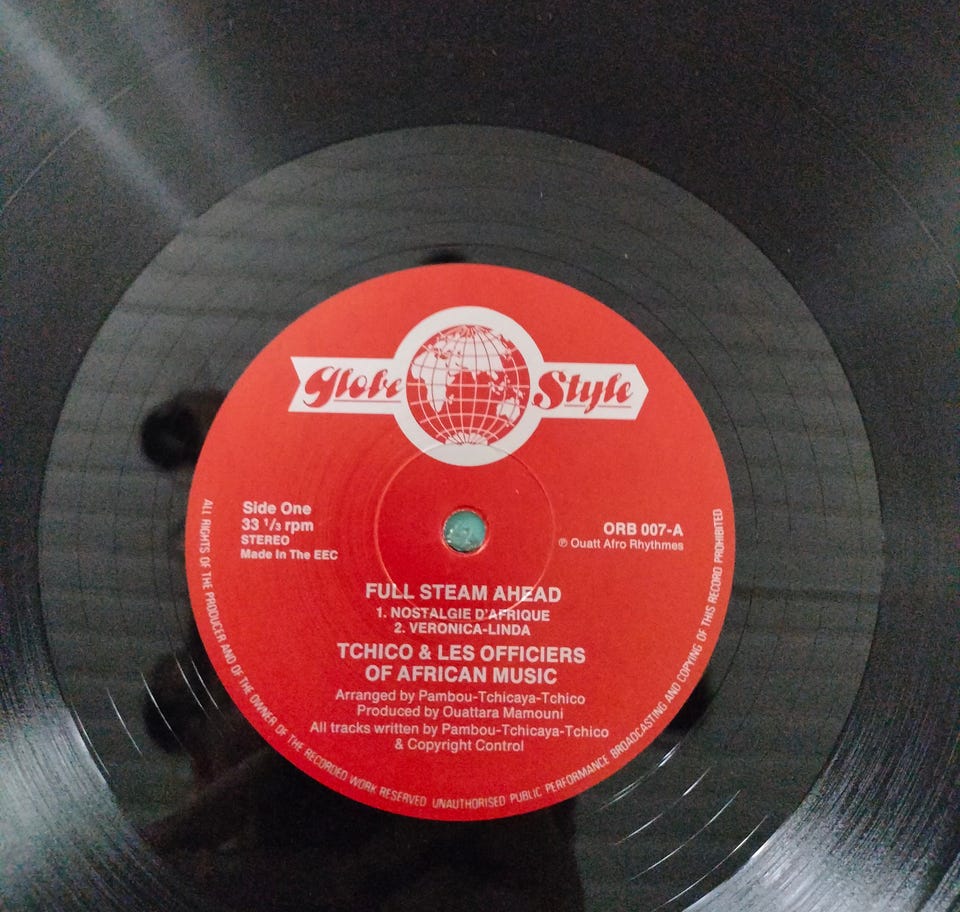 Globe Style
Side One
33 ¹/₃ rpm
STEREO
Made In The EEC
ORB 007-A
℗ Ouatt Afro Rhythmes
FULL STEAM AHEAD
1. NOSTALGIE D'AFRIQUE
2. VERONICA-LINDA
TCHICO & LES OFFICIERS
OF AFRICAN MUSIC
Arranged by Pambou-Tchicaya-Tchico
Produced by Ouattara Mamouni
All tracks written by Pambou-Tchicaya-Tchico
& Copyright Control
ALL RIGHTS OF THE PRODUCER AND OF THE OWNER OF THE RECORDED WORK RESERVED UNAUTHORISED PUBLIC PERFORMANCE BROADCASTING AND COPYING OF THIS RECORD PROHIBITED